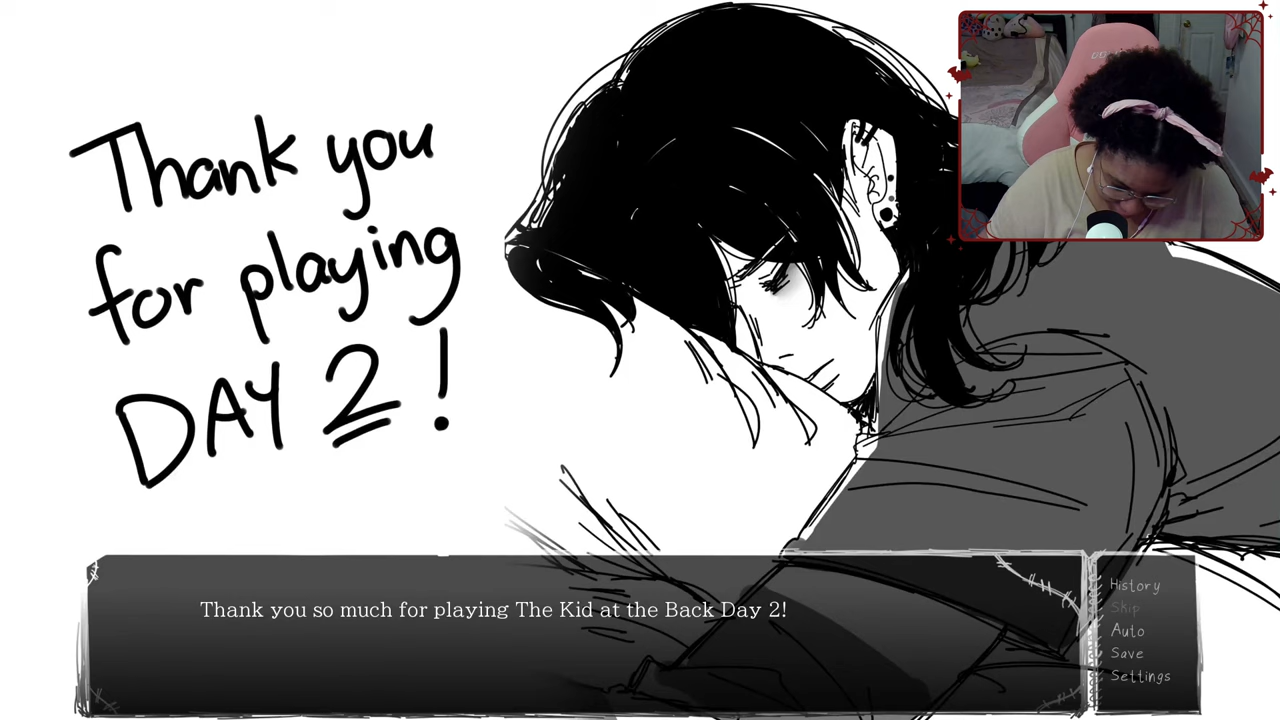 Thank you
for playing
DAY 2!
Thank you so much for playing The Kid at the Back Day 2!
History
Skip
Auto
Save
Settings